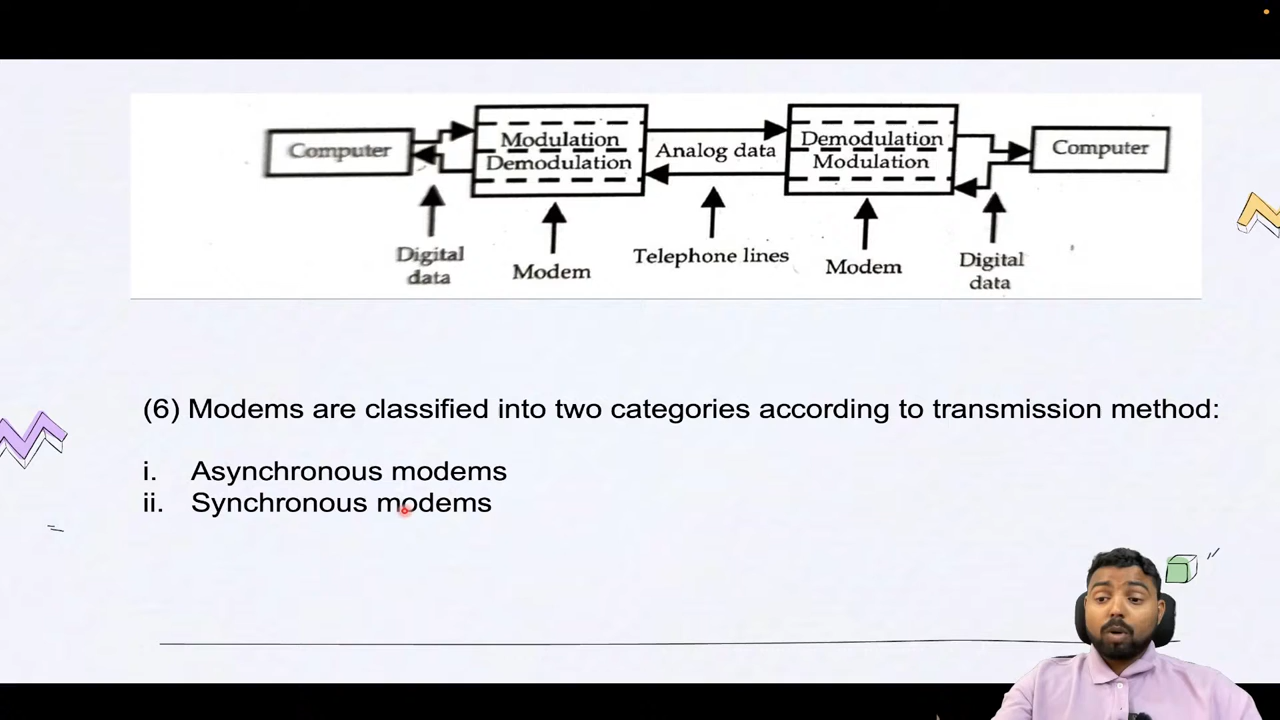 Computer
Modulation
Demodulation
Analog data
Demodulation
Modulation
Computer
Digital
data
Modem
Telephone lines
Modem
Digital
data
(6) Modems are classified into two categories according to transmission method:
i. Asynchronous modems
ii. Synchronous modems